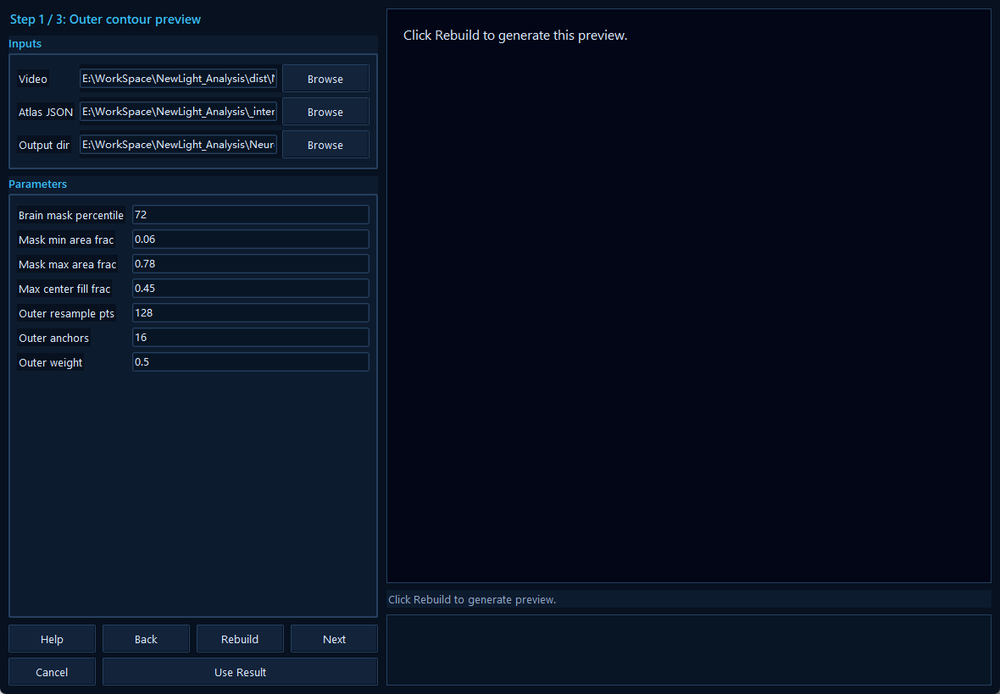 Step 1 / 3: Outer contour preview
Inputs
Video E:\WorkSpace\NewLight_Analysis\dist\ Browse
Atlas JSON E:\WorkSpace\NewLight_Analysis\_inter Browse
Output dir E:\WorkSpace\NewLight_Analysis\Neur Browse
Parameters
Brain mask percentile 72
Mask min area frac 0.06
Mask max area frac 0.78
Max center fill frac 0.45
Outer resample pts 128
Outer anchors 16
Outer weight 0.5
Help Back Rebuild Next
Cancel Use Result
Click Rebuild to generate this preview.
Click Rebuild to generate preview.